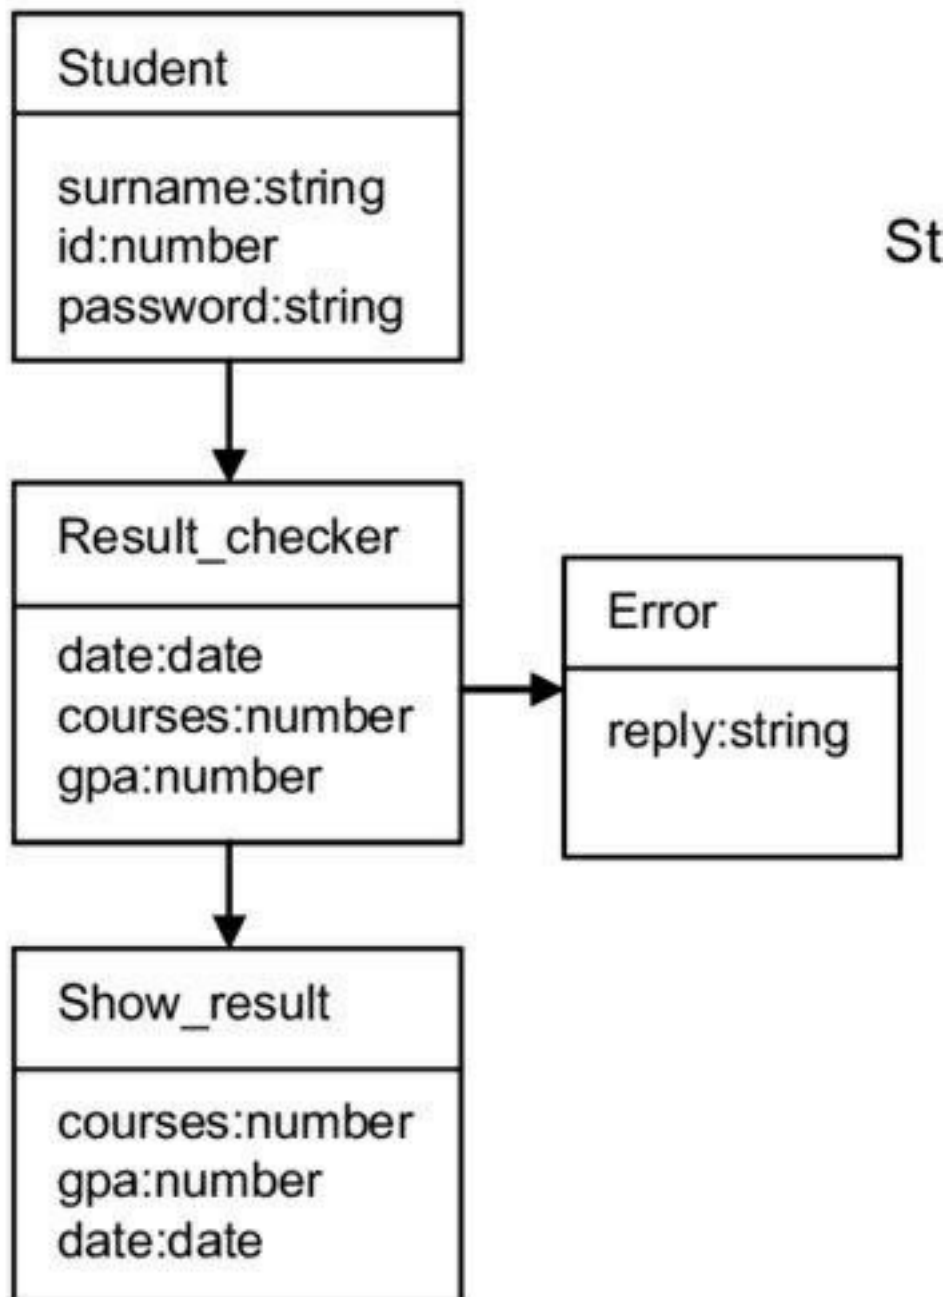 Student
surname:string
id:number
password:string
St
Result_checker
date:date
courses:number
gpa:number
Error
reply:string
Show_result
courses:number
gpa:number
date:date